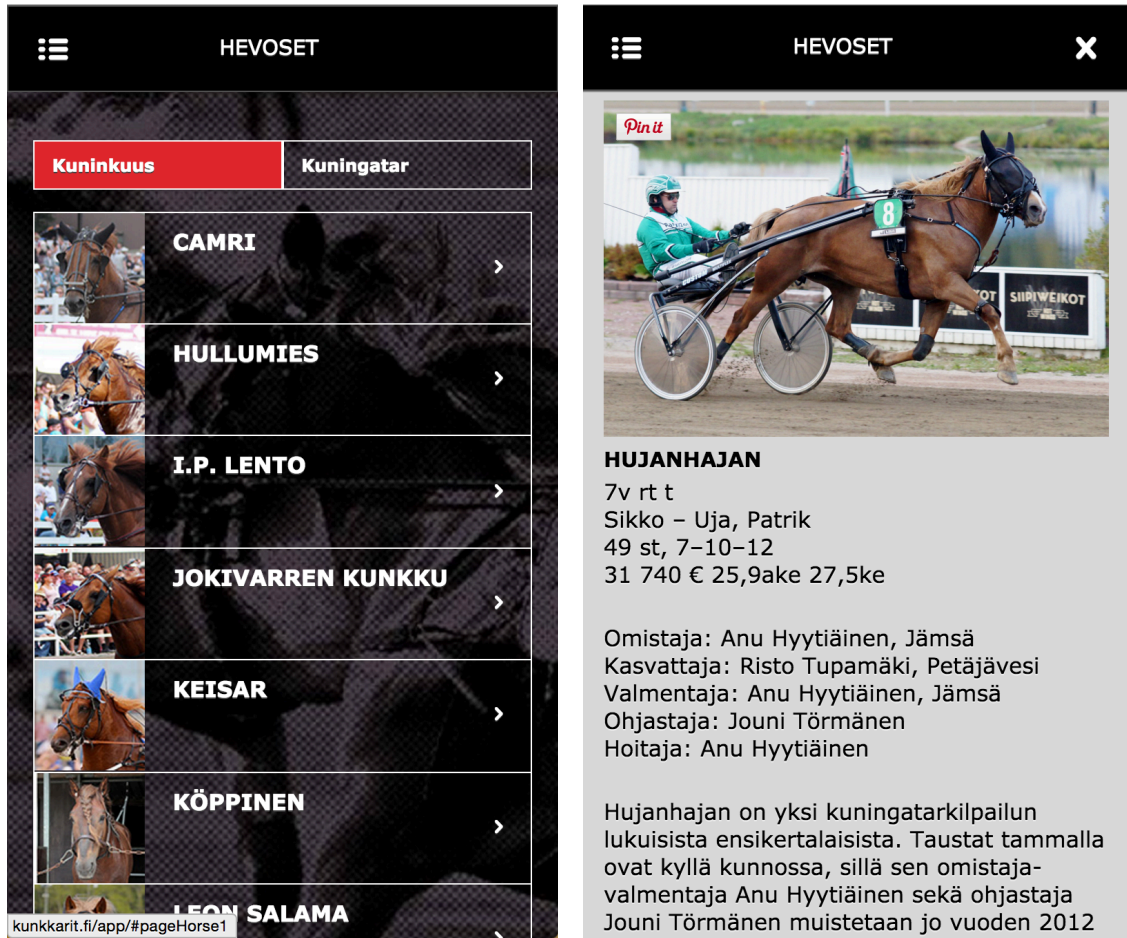 HEVOSET
Kuninkuus
Kuningatar
CAMRI
HULLUMIES
I.P. LENTO
JOKIVARREN KUNKKU
KEISAR
KÖPPINEN
LEON SALAMA
kunkkarit.fi/app/#pageHorse1
HEVOSET
Pin it
8
SIIPIWEIKOT
HUJANHAJAN
7v rt t
Sikko – Uja, Patrik
49 st, 7–10–12
31 740 € 25,9ake 27,5ke
Omistaja: Anu Hyytiäinen, Jämsä
Kasvattaja: Risto Tupamäki, Petäjävesi
Valmentaja: Anu Hyytiäinen, Jämsä
Ohjastaja: Jouni Törmänen
Hoitaja: Anu Hyytiäinen
Hujanhajan on yksi kuningatarkilpailun
lukuisista ensikertalaisista. Taustat tammalla
ovat kyllä kunnossa, sillä sen omistaja-
valmentaja Anu Hyytiäinen sekä ohjastaja
Jouni Törmänen muistetaan jo vuoden 2012